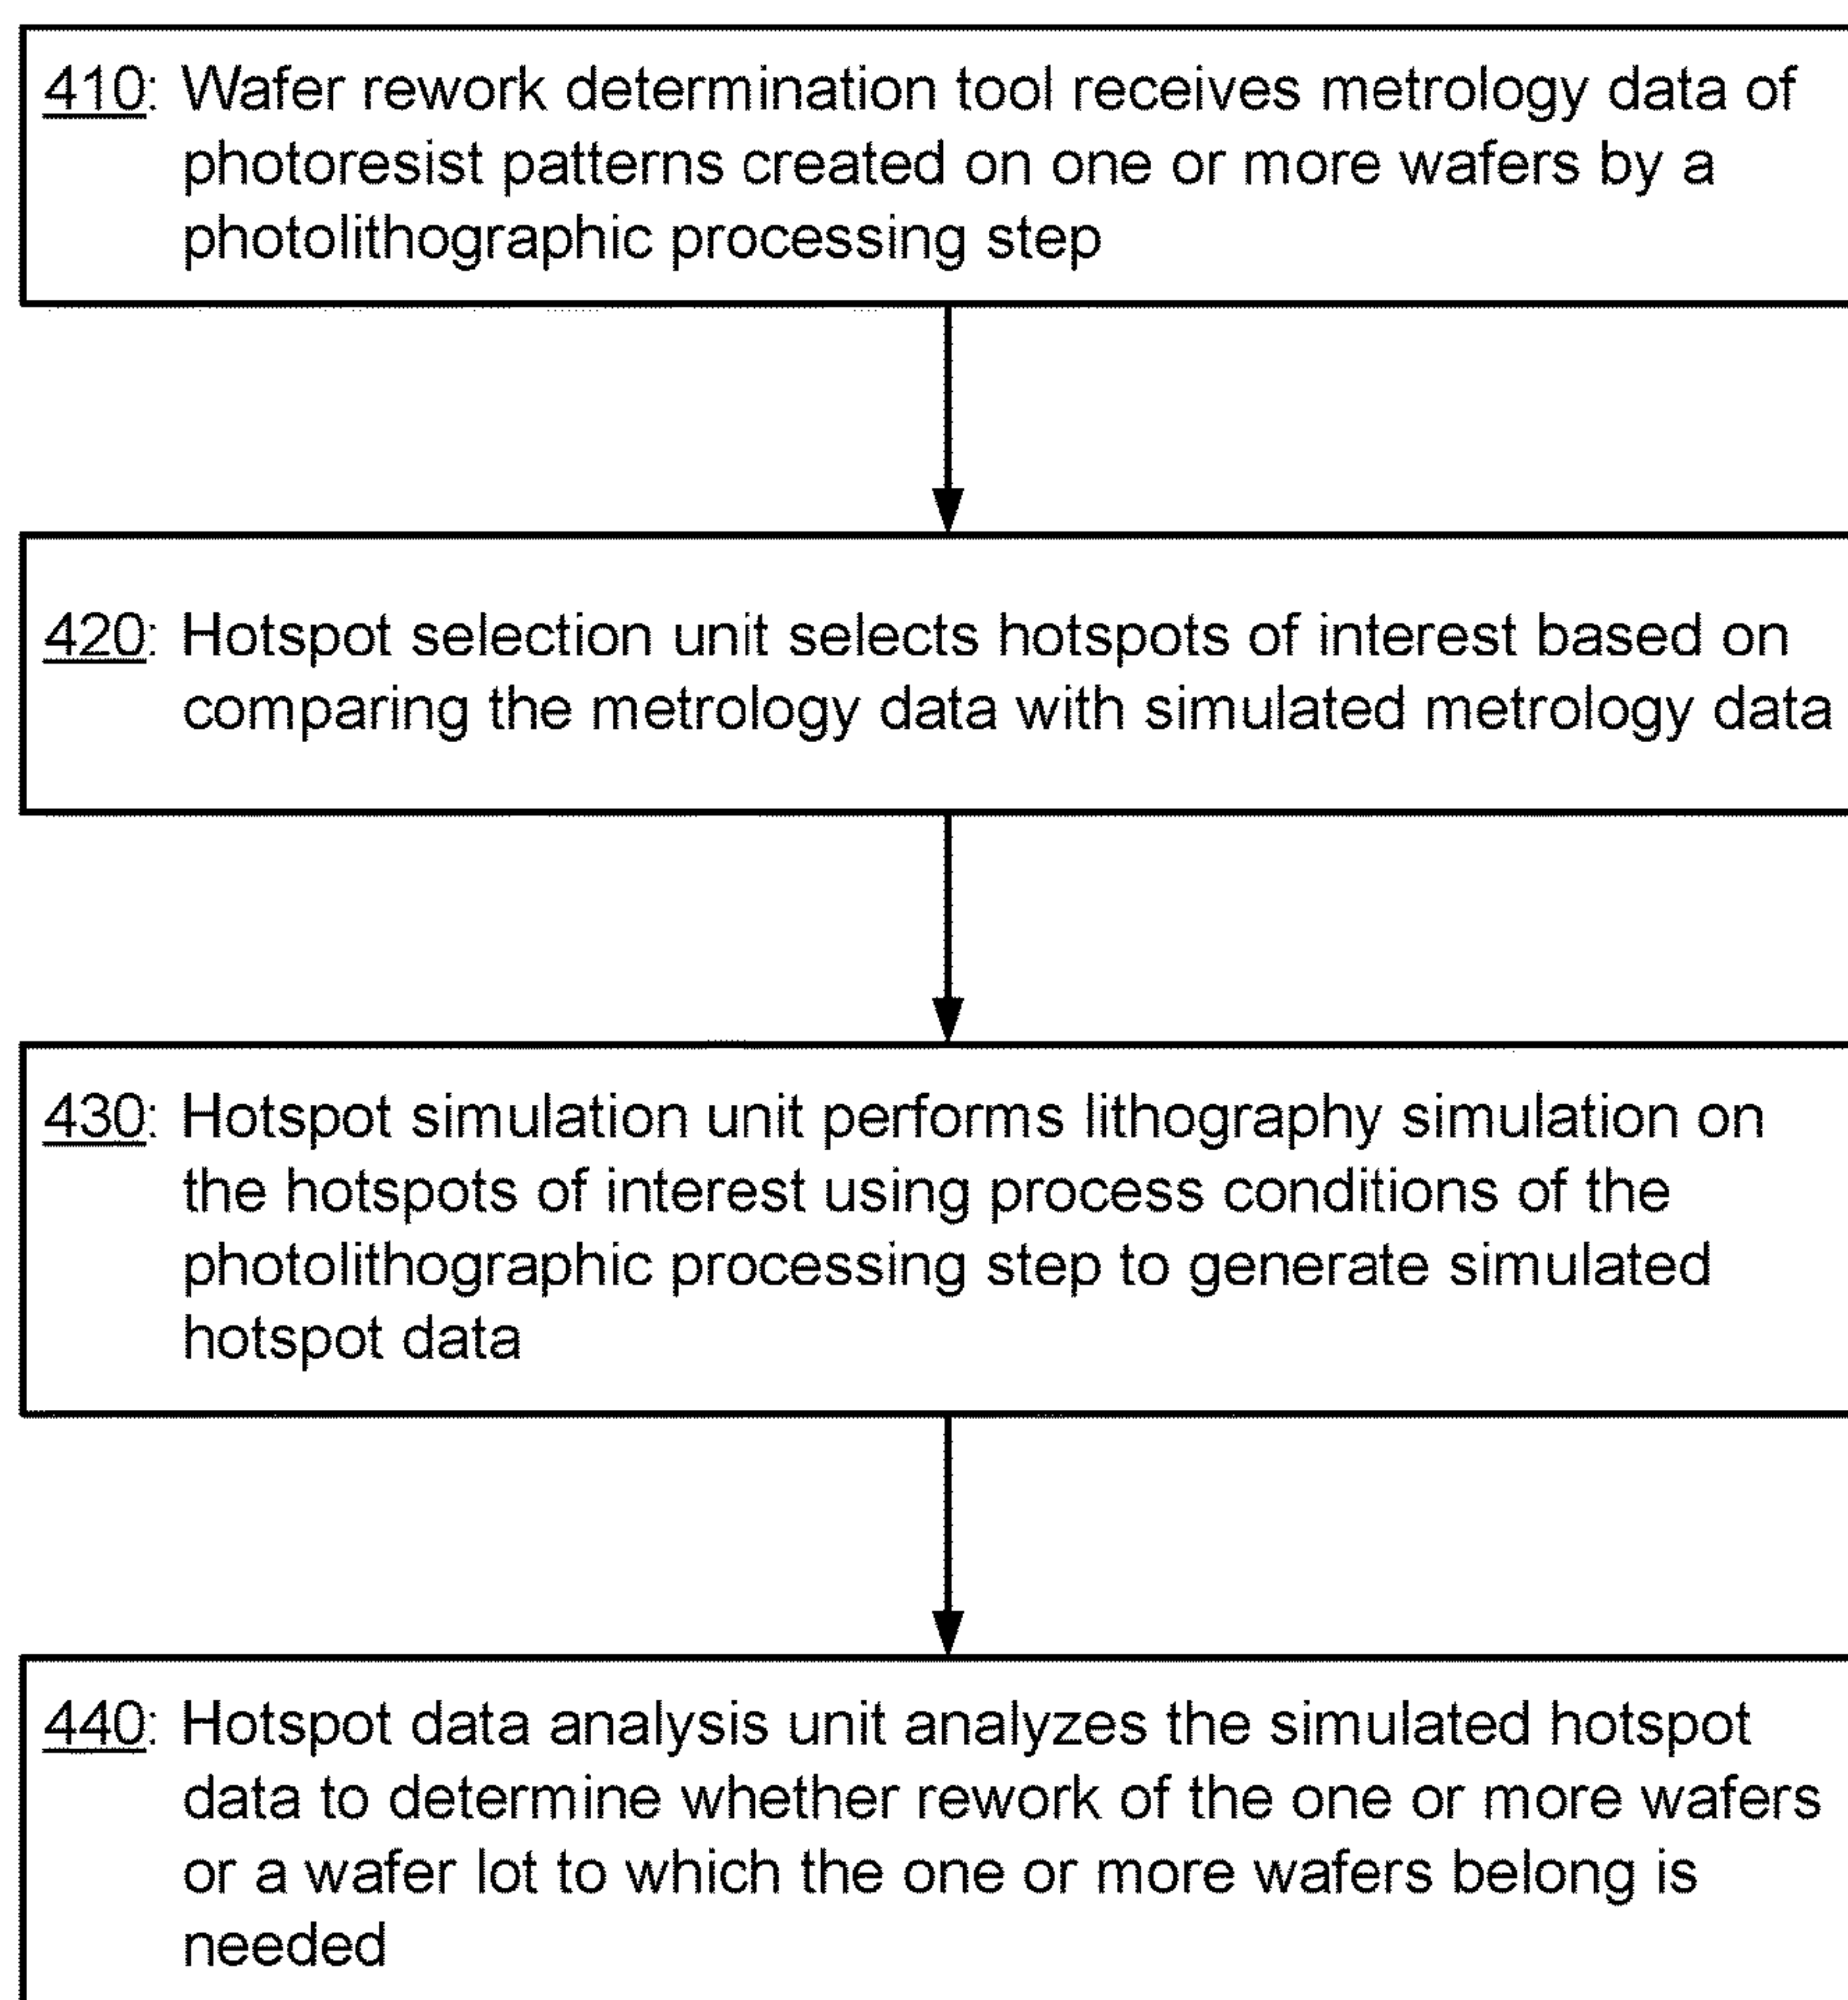 410: Wafer rework determination tool receives metrology data of
photoresist patterns created on one or more wafers by a
photolithographic processing step
420: Hotspot selection unit selects hotspots of interest based on
comparing the metrology data with simulated metrology data
430: Hotspot simulation unit performs lithography simulation on
the hotspots of interest using process conditions of the
photolithographic processing step to generate simulated
hotspot data
440: Hotspot data analysis unit analyzes the simulated hotspot
data to determine whether rework of the one or more wafers
or a wafer lot to which the one or more wafers belong is
needed